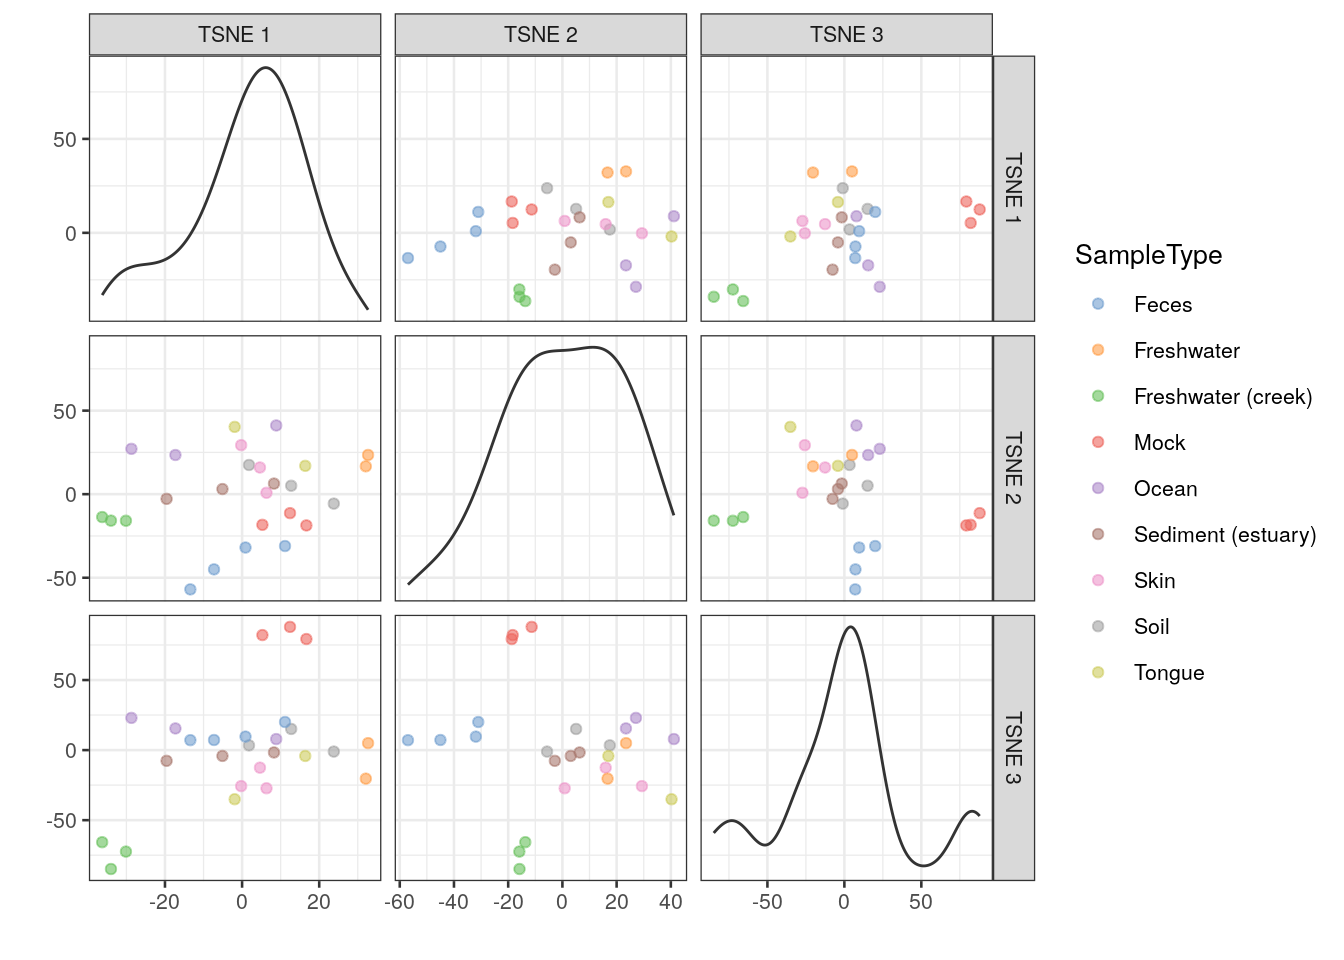 TSNE 1
TSNE 2
TSNE 3
50
0
TSNE 1
50
0
-50
TSNE 2
50
0
-50
TSNE 3
-20
0
20
-60
-40
-20
0
20
40
-50
0
50
SampleType
Feces
Freshwater
Freshwater (creek)
Mock
Ocean
Sediment (estuary)
Skin
Soil
Tongue